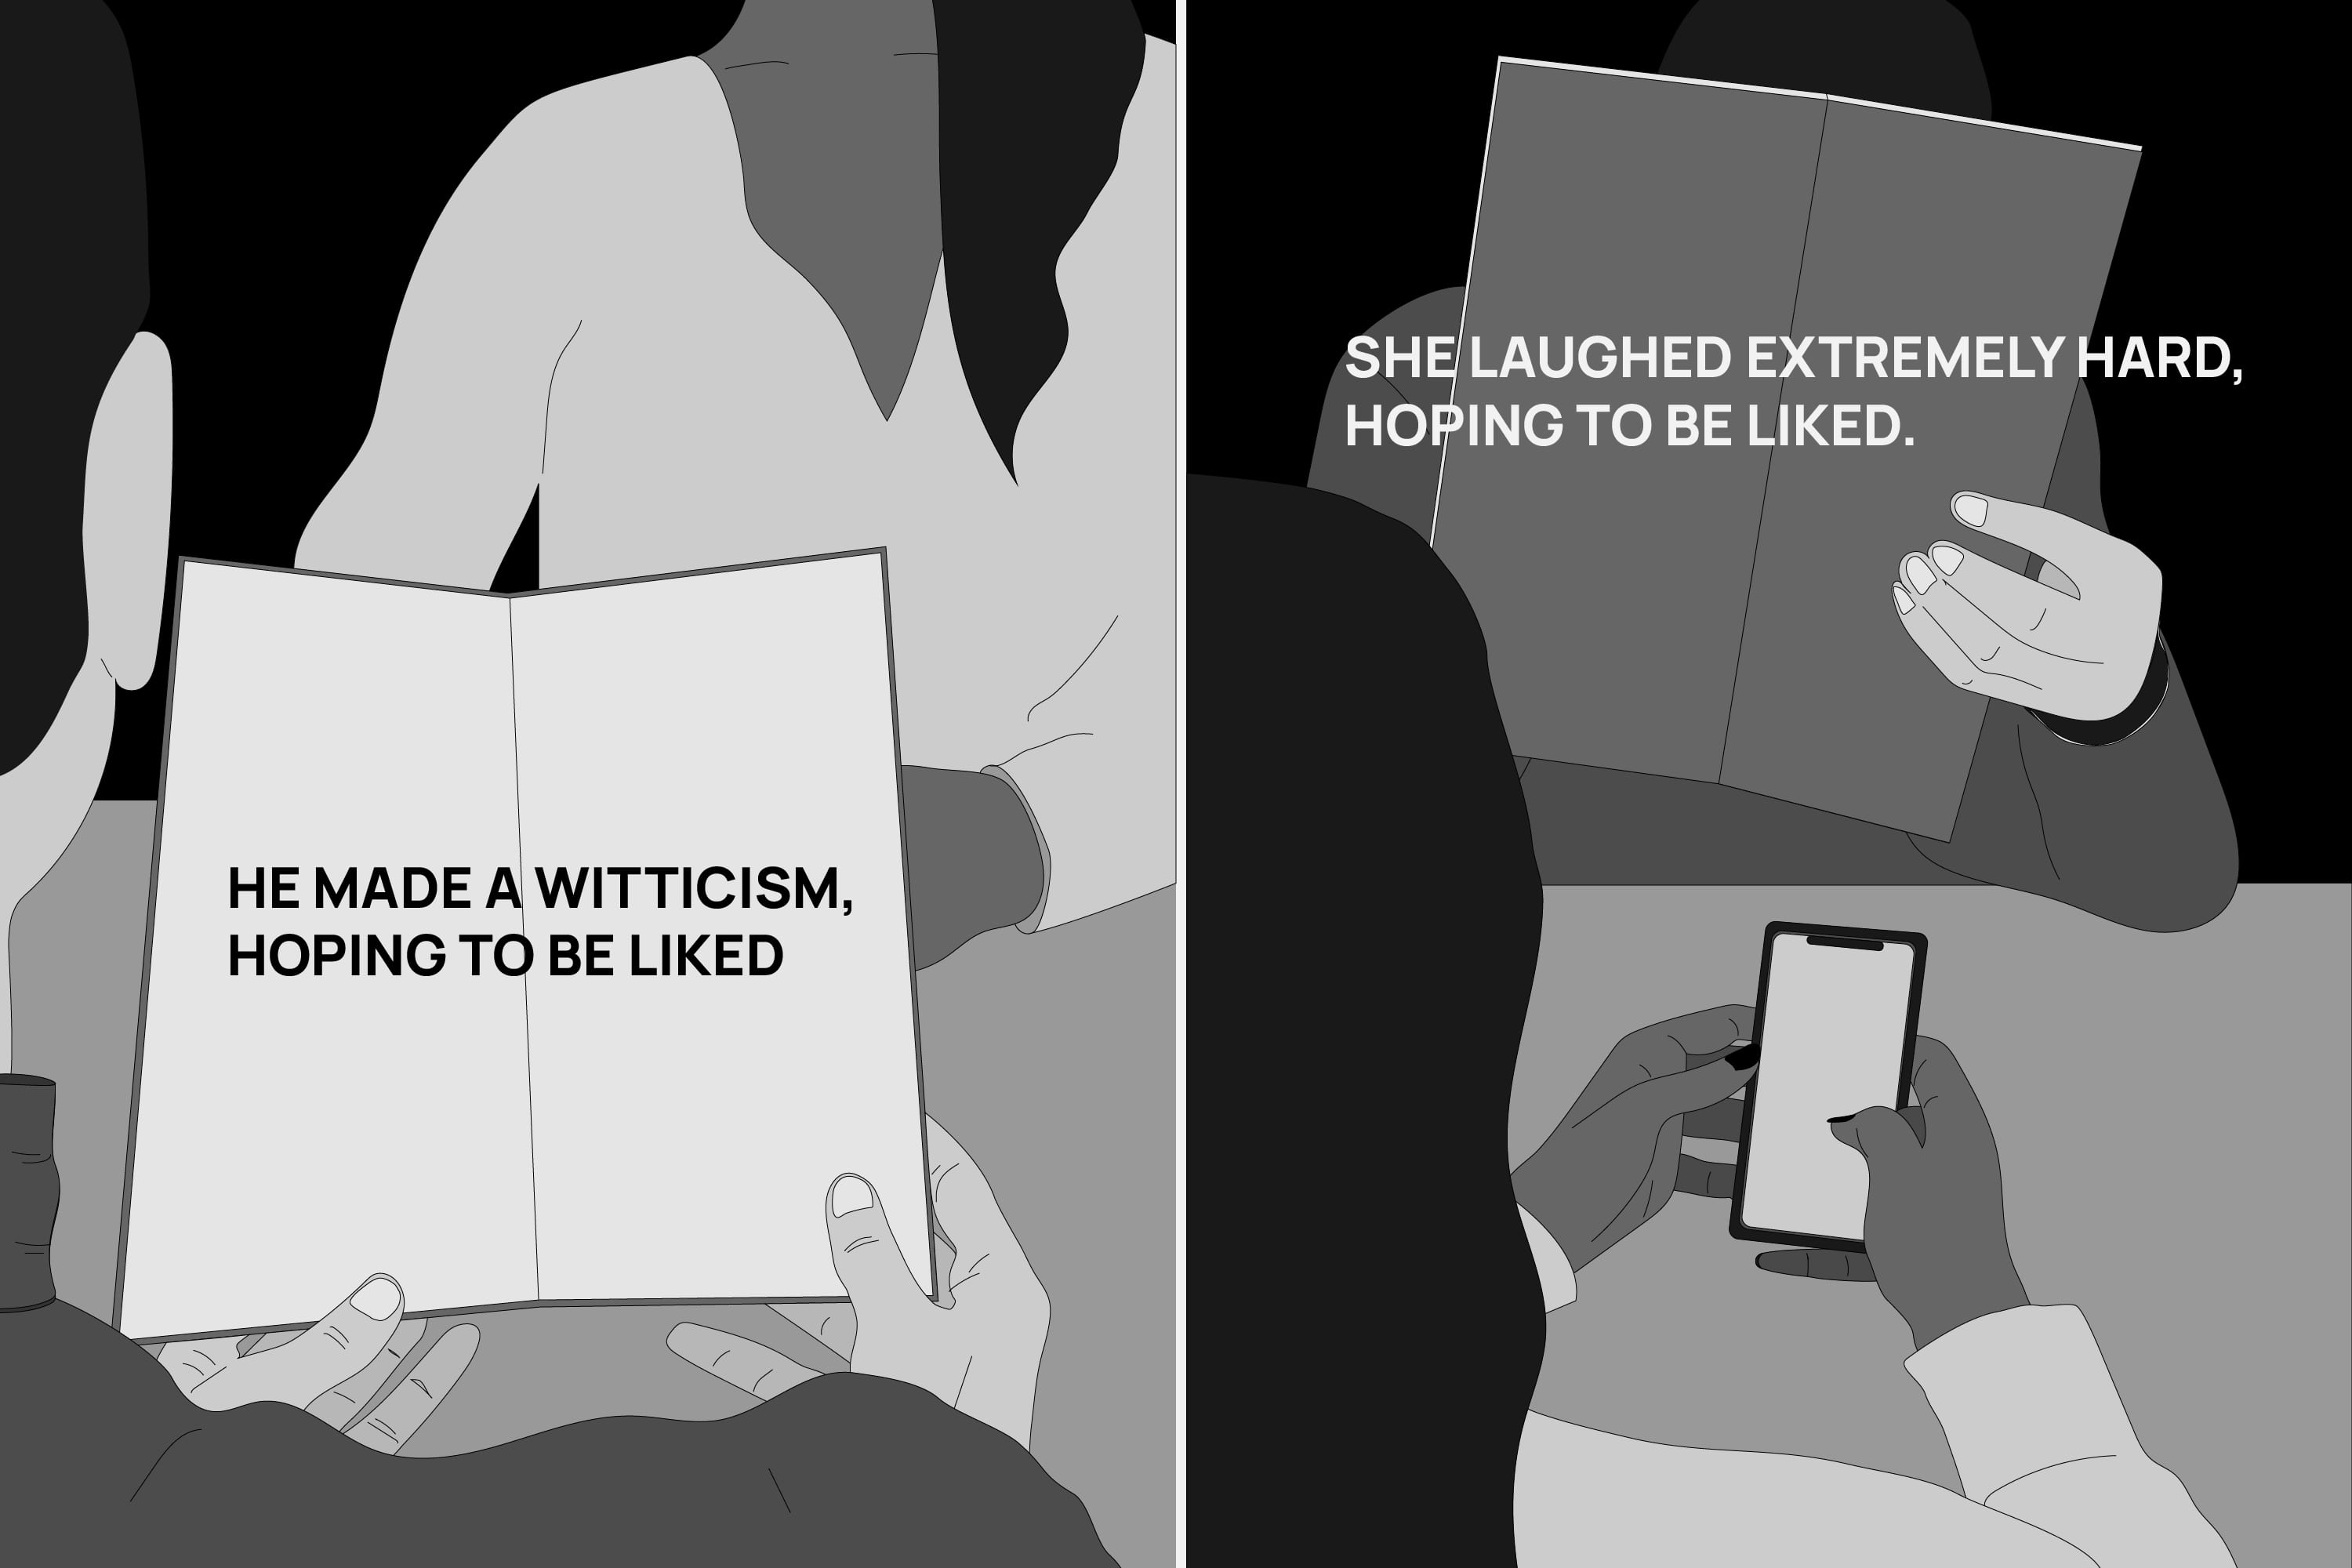 HE MADE A WITTICISM,
HOPING TO BE LIKED
SHE LAUGHED EXTREMELY HARD,
HOPING TO BE LIKED.